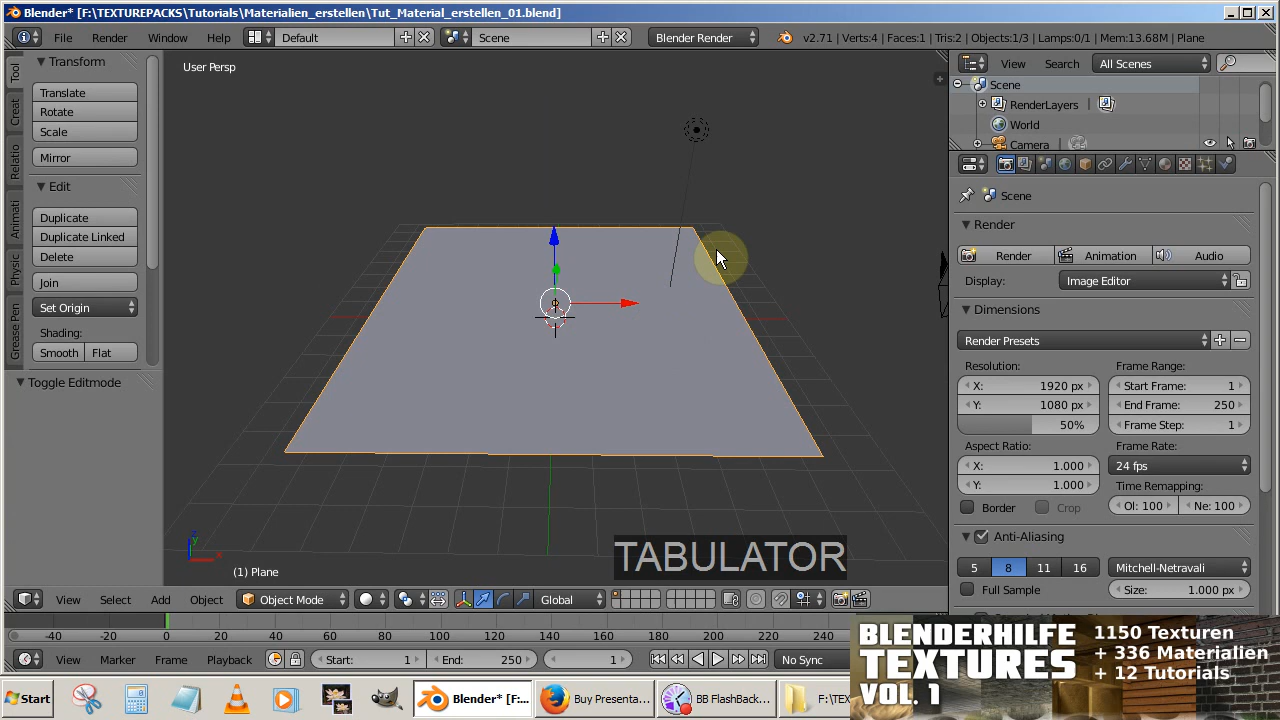 Blender* [F:\TEXTUREPACKS\Tutorials\Materialien_erstellen\Tut_Material_erstellen_01.blend]
File Render Window Help Default Scene Blender Render v2.71 | Verts:4 | Faces:1 | Tris:2 | Objects:1/3 | Lamps:0/1 | Mem:13.68M | Plane
Tool
Creat
Relatio
Animati
Physic
Grease Pen
Transform
Translate
Rotate
Scale
Mirror
Edit
Duplicate
Duplicate Linked
Delete
Join
Set Origin
Shading:
Smooth Flat
Toggle Editmode
User Persp
(1) Plane
TABULATOR
View Search All Scenes
Scene
RenderLayers
World
Camera
Scene
Render
Render Animation Audio
Display: Image Editor
Dimensions
Render Presets
Resolution: Frame Range:
X: 1920 px Start Frame: 1
Y: 1080 px End Frame: 250
50% Frame Step: 1
Aspect Ratio: Frame Rate:
X: 1.000 24 fps
Y: 1.000 Time Remapping:
Border Crop Ol: 100 Ne: 100
Anti-Aliasing
5 8 11 16 Mitchell-Netravali
Full Sample Size: 1.000 px
View Select Add Object Object Mode Global
-40 -20 0 20 40 60 80 100 120 140 160 180 200 220 240
View Marker Frame Playback Start: 1 End: 250 1 No Sync
BLENDERHILFE
TEXTURES
VOL. 1
1150 Texturen
+ 336 Materialien
+ 12 Tutorials
Start Blender* [F:... Buy Presenta... BB FlashBack... F:\TEX